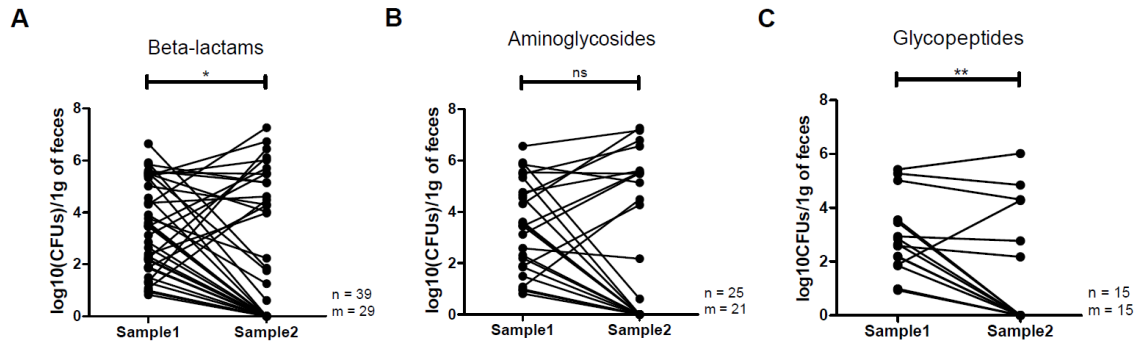 A
Beta-lactams
*
log10(CFUs)/1g of feces
8
6
4
2
0
Sample1
Sample2
n = 39
m = 29
B
Aminoglycosides
ns
log10(CFUs)/1g of feces
8
6
4
2
0
Sample1
Sample2
n = 25
m = 21
C
Glycopeptides
**
log10CFUs/1g of feces
8
6
4
2
0
Sample1
Sample2
n = 15
m = 15